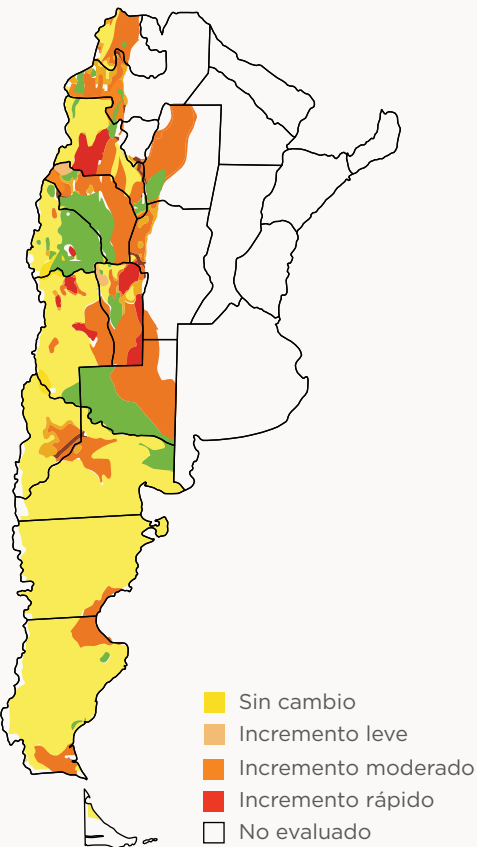 Sin cambio
Incremento leve
Incremento moderado
Incremento rápido
No evaluado